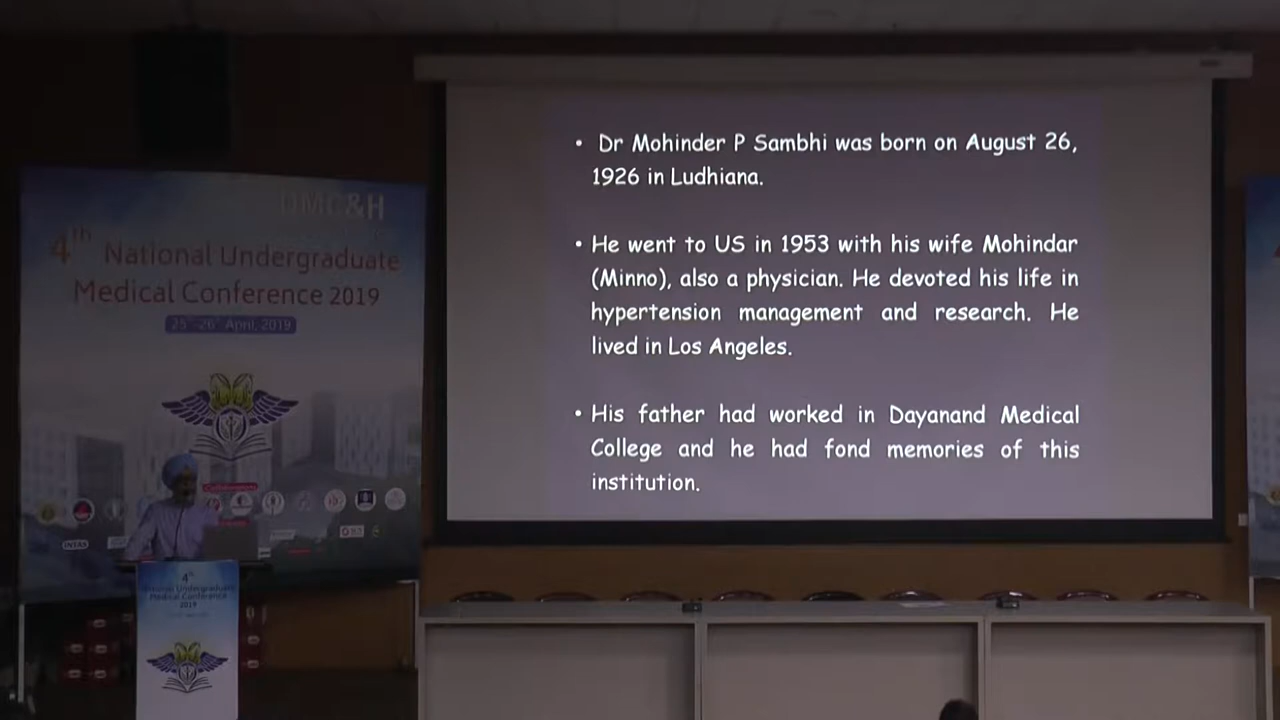 DMC&H
4th National Undergraduate
Medical Conference 2019
25th-26th April, 2019
INTAS
4th
National Undergraduate
Medical Conference
2019
• Dr Mohinder P Sambhi was born on August 26,
1926 in Ludhiana.
• He went to US in 1953 with his wife Mohindar
(Minno), also a physician. He devoted his life in
hypertension management and research. He
lived in Los Angeles.
• His father had worked in Dayanand Medical
College and he had fond memories of this
institution.